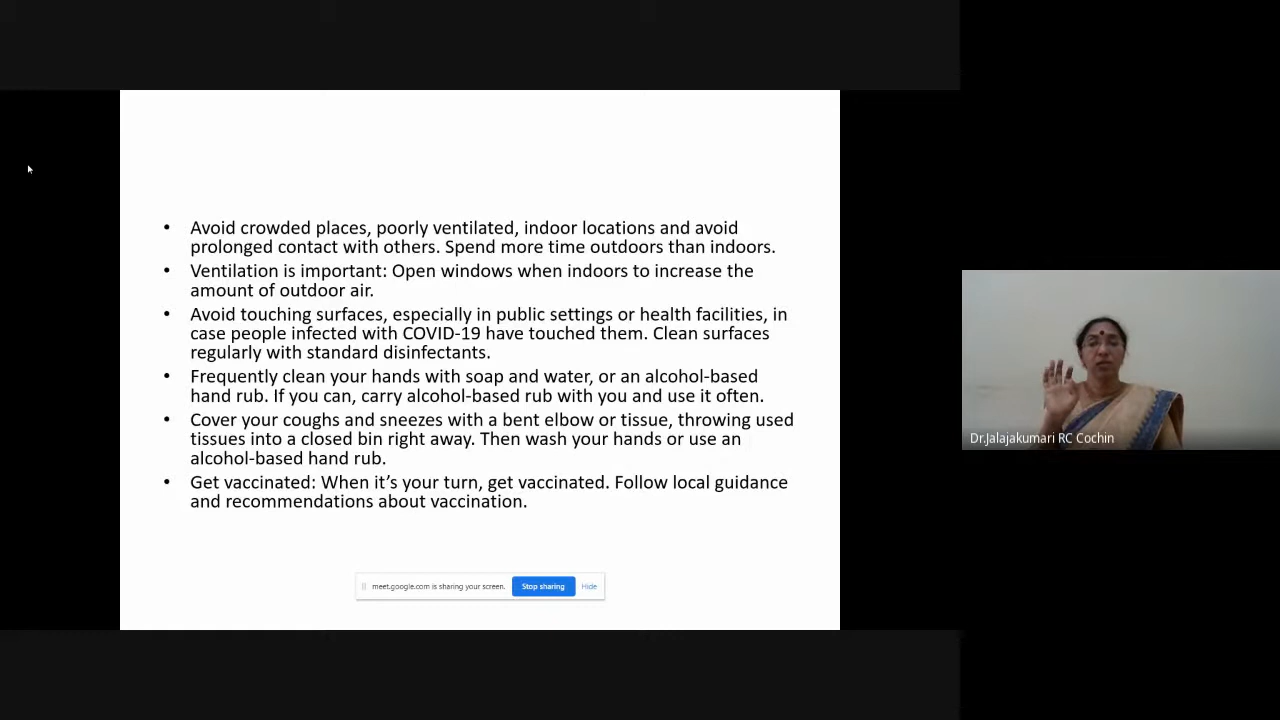 • Avoid crowded places, poorly ventilated, indoor locations and avoid
prolonged contact with others. Spend more time outdoors than indoors.
• Ventilation is important: Open windows when indoors to increase the
amount of outdoor air.
• Avoid touching surfaces, especially in public settings or health facilities, in
case people infected with COVID-19 have touched them. Clean surfaces
regularly with standard disinfectants.
• Frequently clean your hands with soap and water, or an alcohol-based
hand rub. If you can, carry alcohol-based rub with you and use it often.
• Cover your coughs and sneezes with a bent elbow or tissue, throwing used
tissues into a closed bin right away. Then wash your hands or use an
alcohol-based hand rub.
• Get vaccinated: When it’s your turn, get vaccinated. Follow local guidance
and recommendations about vaccination.
meet.google.com is sharing your screen. Stop sharing Hide
Dr.Jalajakumari RC Cochin